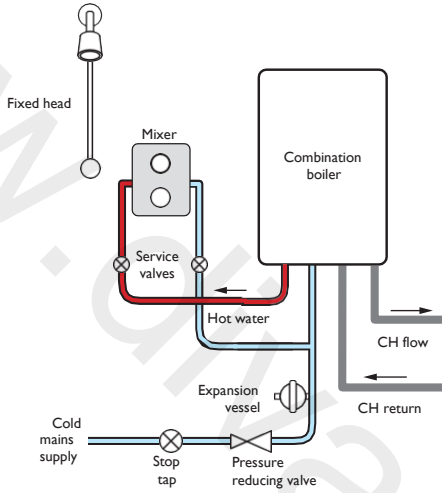 Fixed head
Mixer
Combination
boiler
Service
valves
Hot water
CH flow
Expansion
vessel
CH return
Cold
mains
supply
Stop
tap
Pressure
reducing valve